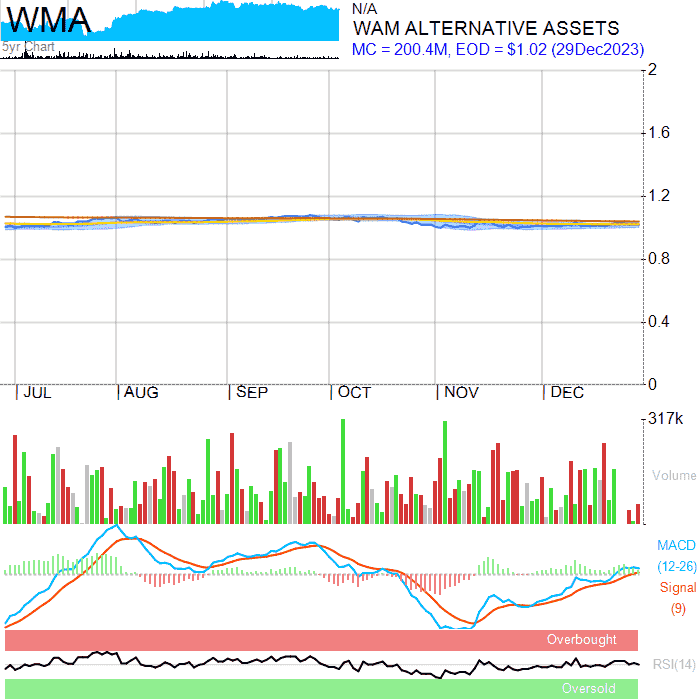 WMA
5yr Chart
N/A
WAM ALTERNATIVE ASSETS
MC = 200.4M, EOD = $1.02 (29Dec2023)
2
1.6
1.2
0.8
0.4
0
JUL AUG SEP OCT NOV DEC
317k
Volume
MACD
(12-26)
Signal
(9)
Overbought
RSI(14)
Oversold